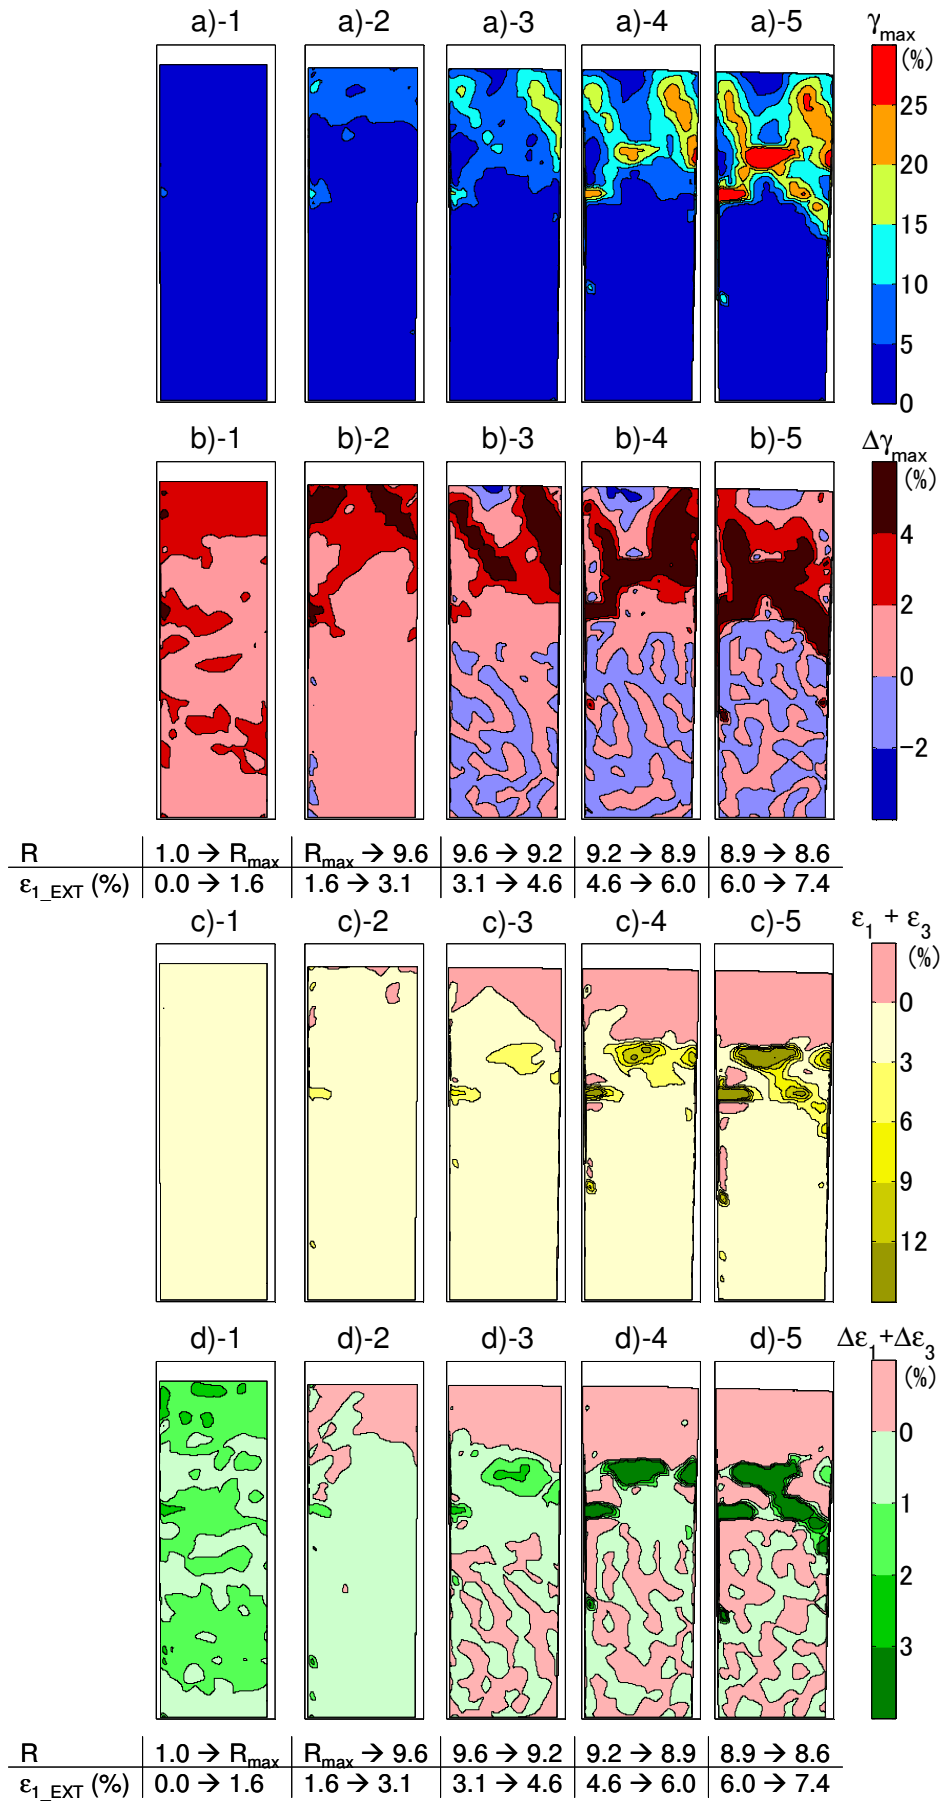 a)-1 a)-2 a)-3 a)-4 a)-5 γmax
(%)
25
20
15
10
5
0
b)-1 b)-2 b)-3 b)-4 b)-5 Δγmax
(%)
4
2
0
−2
R 1.0 → Rmax Rmax → 9.6 9.6 → 9.2 9.2 → 8.9 8.9 → 8.6
ε1_EXT (%) 0.0 → 1.6 1.6 → 3.1 3.1 → 4.6 4.6 → 6.0 6.0 → 7.4
c)-1 c)-2 c)-3 c)-4 c)-5 ε1 + ε3
(%)
0
3
6
9
12
d)-1 d)-2 d)-3 d)-4 d)-5 Δε1+Δε3
(%)
0
1
2
3
R 1.0 → Rmax Rmax → 9.6 9.6 → 9.2 9.2 → 8.9 8.9 → 8.6
ε1_EXT (%) 0.0 → 1.6 1.6 → 3.1 3.1 → 4.6 4.6 → 6.0 6.0 → 7.4